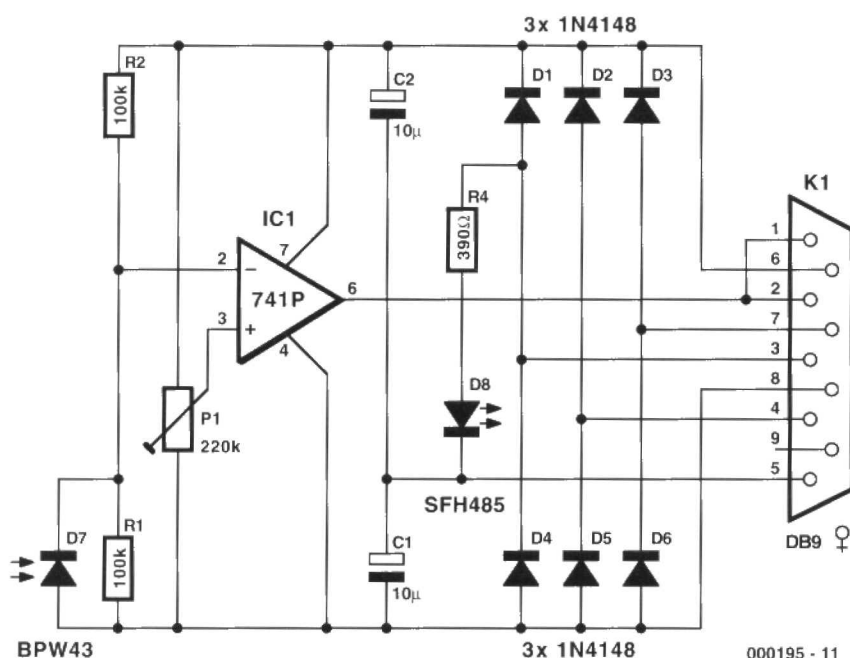 3x 1N4148
R2
100k
C2
10µ
D1
D2
D3
R4
390Ω
K1
IC1
7
2
−
741P
6
3
+
4
1
6
2
7
3
8
4
9
5
P1
220k
D8
SFH485
D7
R1
100k
C1
10µ
D4
D5
D6
DB9 ♀
BPW43
3x 1N4148
000195 - 11